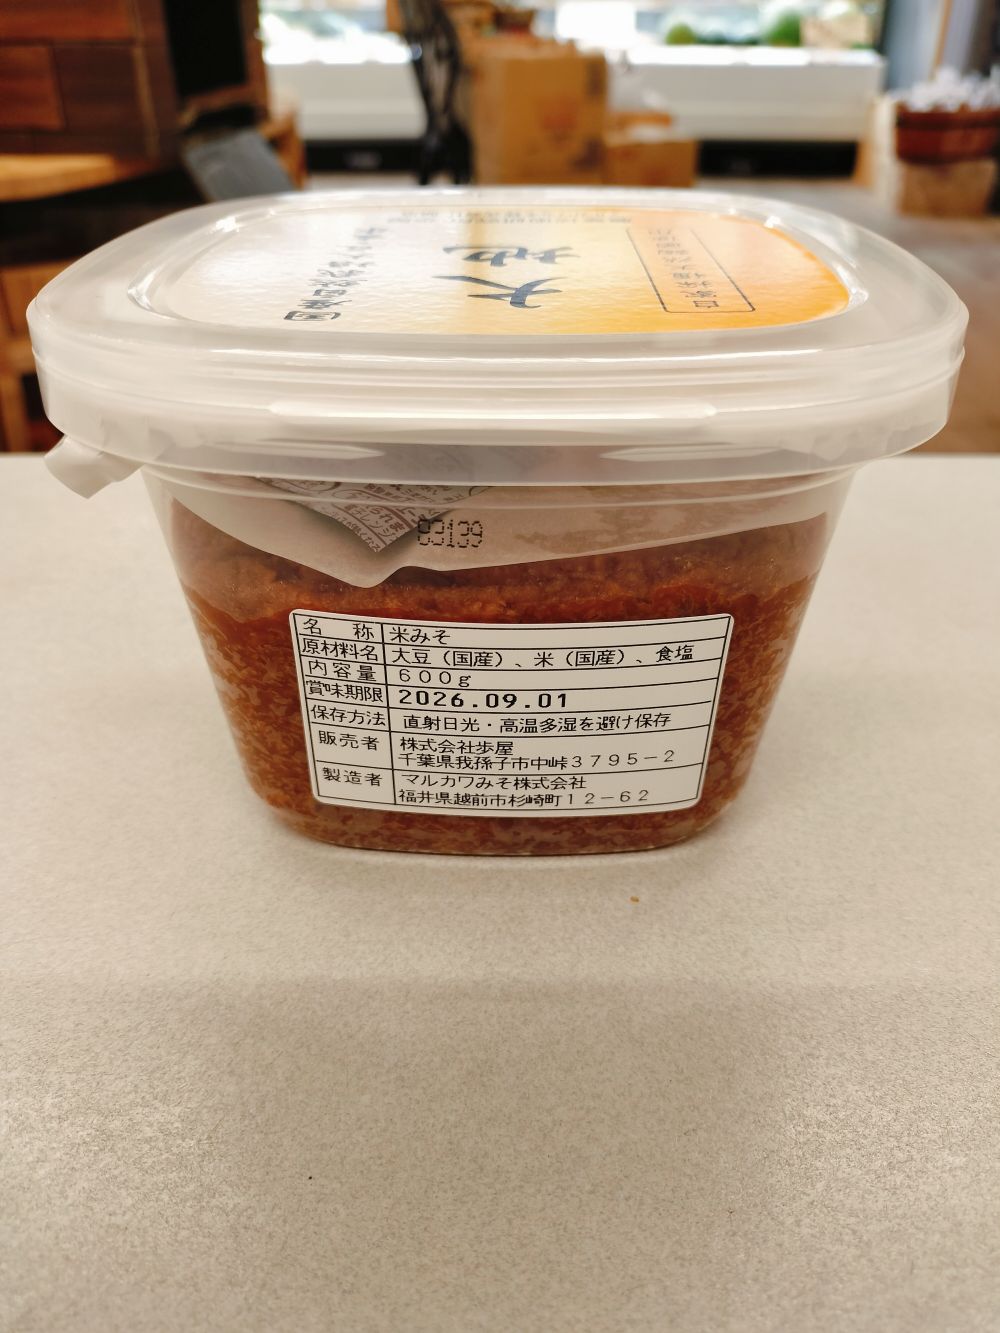 大地
83139
名称 米みそ
原材料名 大豆（国産）、米（国産）、食塩
内容量 600g
賞味期限 2026.09.01
保存方法 直射日光・高温多湿を避け保存
販売者 株式会社歩屋
千葉県我孫子市中峠3795－2
製造者 マルカワみそ株式会社
福井県越前市杉崎町12－62